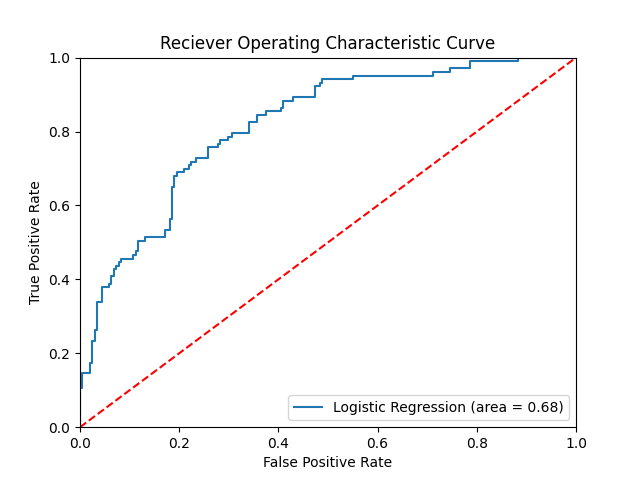 Reciever Operating Characteristic Curve
1.0
0.8
0.6
0.4
0.2
0.0
True Positive Rate
Logistic Regression (area = 0.68)
0.0 0.2 0.4 0.6 0.8 1.0
False Positive Rate